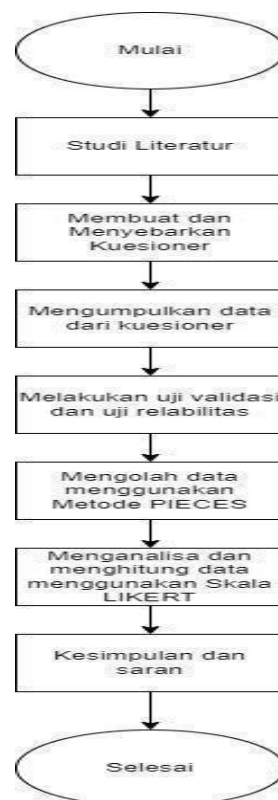 Mulai
Studi Literatur
Membuat dan
Menyebarkan
Kuesioner
Mengumpulkan data
dari kuesioner
Melakukan uji validasi
dan uji relabilitas
Mengolah data
menggunakan
Metode PIECES
Menganalisa dan
menghitung data
menggunakan Skala
LIKERT
Kesimpulan dan
saran
Selesai